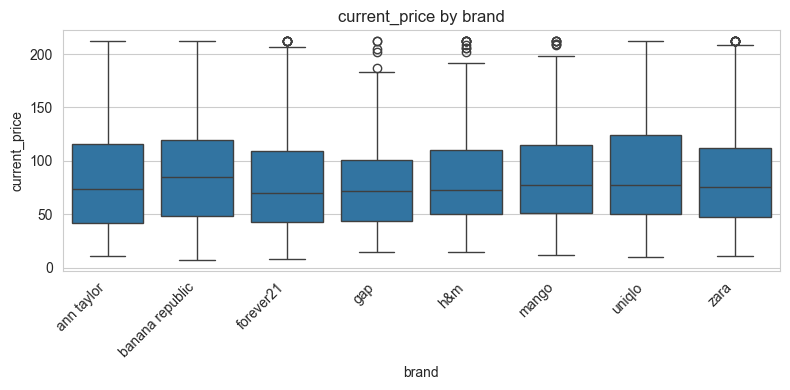 current_price by brand
current_price
200
150
100
50
0
ann taylor
banana republic
forever21
gap
h&m
mango
uniqlo
zara
brand